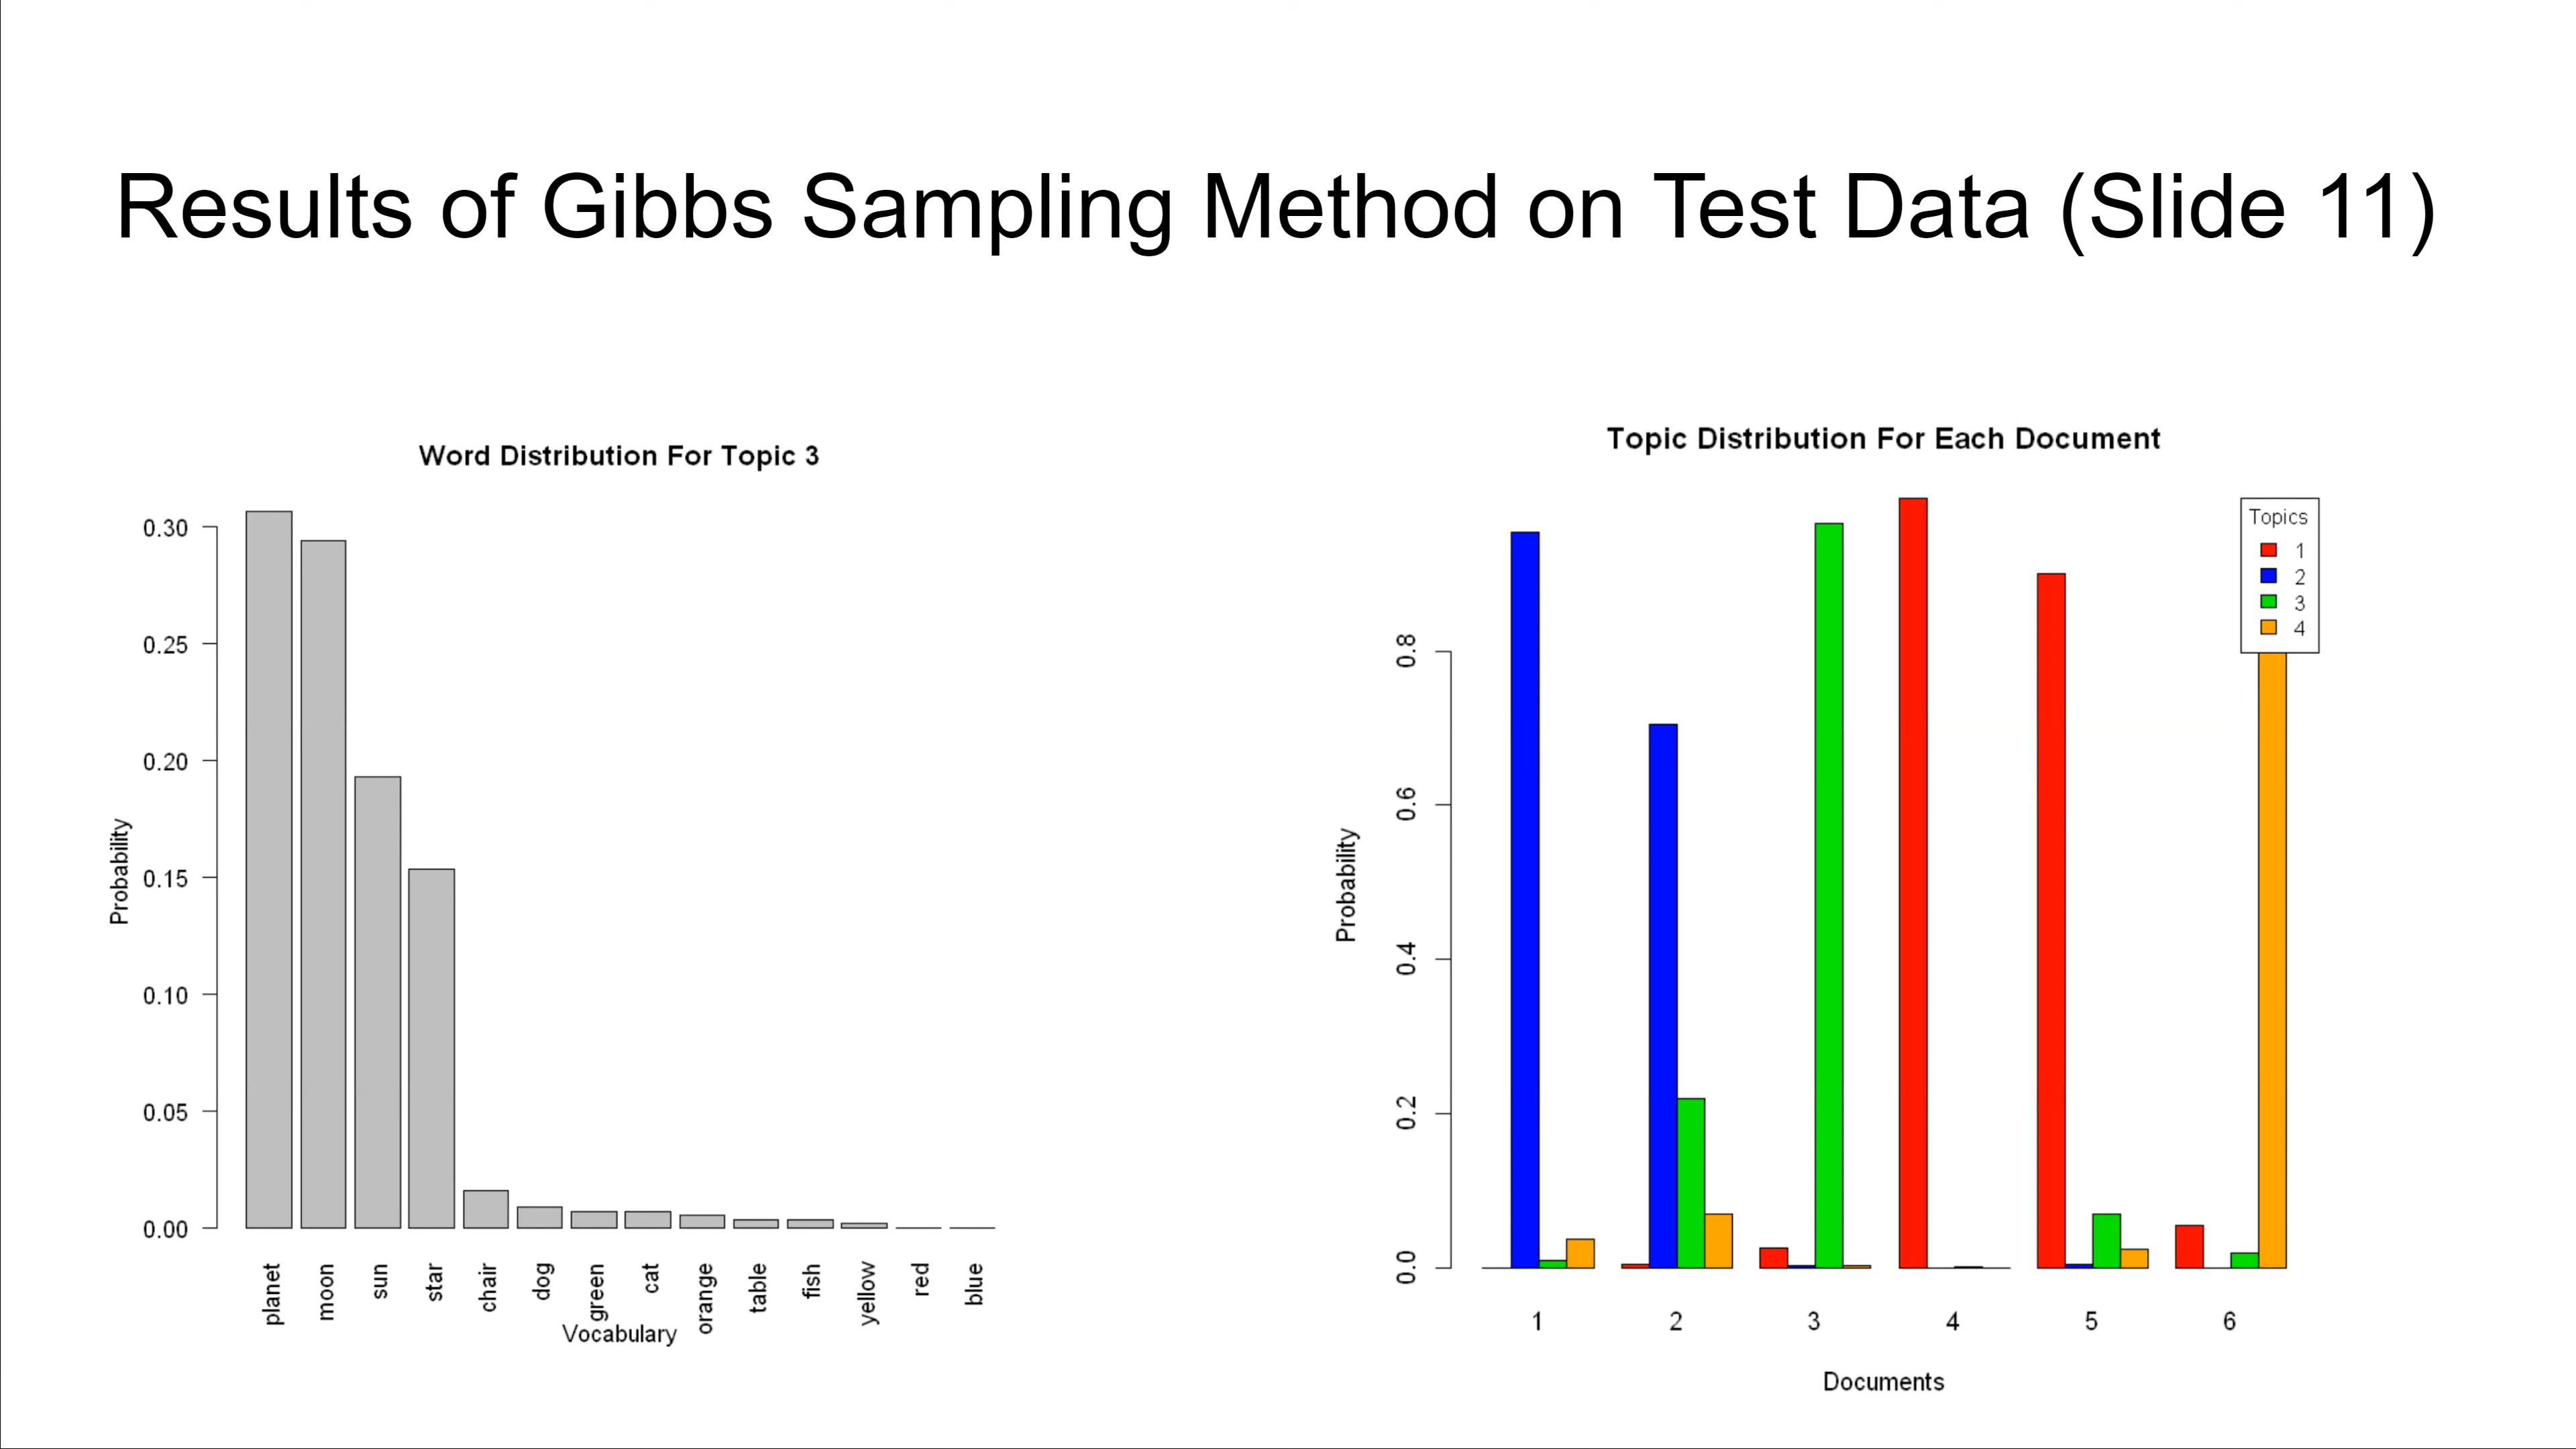 Results of Gibbs Sampling Method on Test Data (Slide 11)
Word Distribution For Topic 3
Probability
0.30
0.25
0.20
0.15
0.10
0.05
0.00
planet
moon
sun
star
chair
dog
green
cat
orange
table
fish
yellow
red
blue
Vocabulary
Topic Distribution For Each Document
Probability
0.8
0.6
0.4
0.2
0.0
Topics
1
2
3
4
1
2
3
4
5
6
Documents